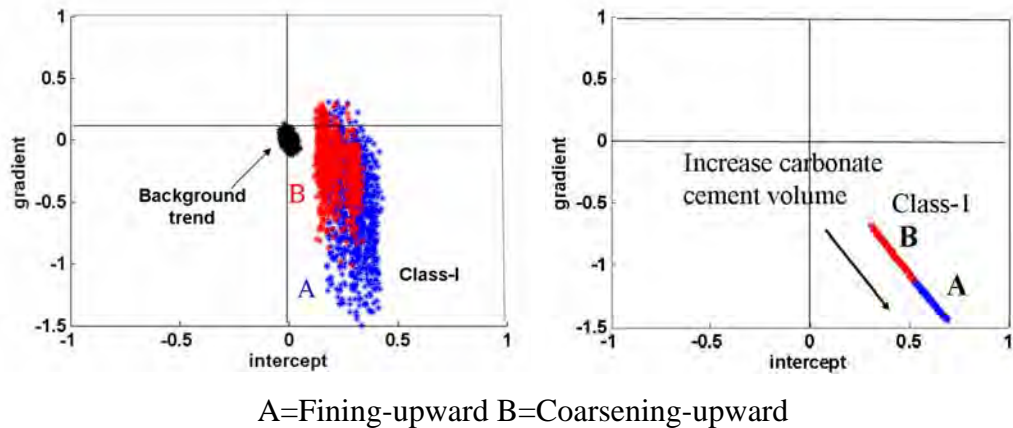 1
0.5
0
-0.5
-1
-1.5
gradient
Background
trend
B
A
Class-I
-1
-0.5
0
0.5
1
intercept
1
0.5
0
-0.5
-1
-1.5
gradient
Increase carbonate
cement volume
Class-1
B
A
-1
-0.5
0
0.5
1
intercept
A=Fining-upward B=Coarsening-upward